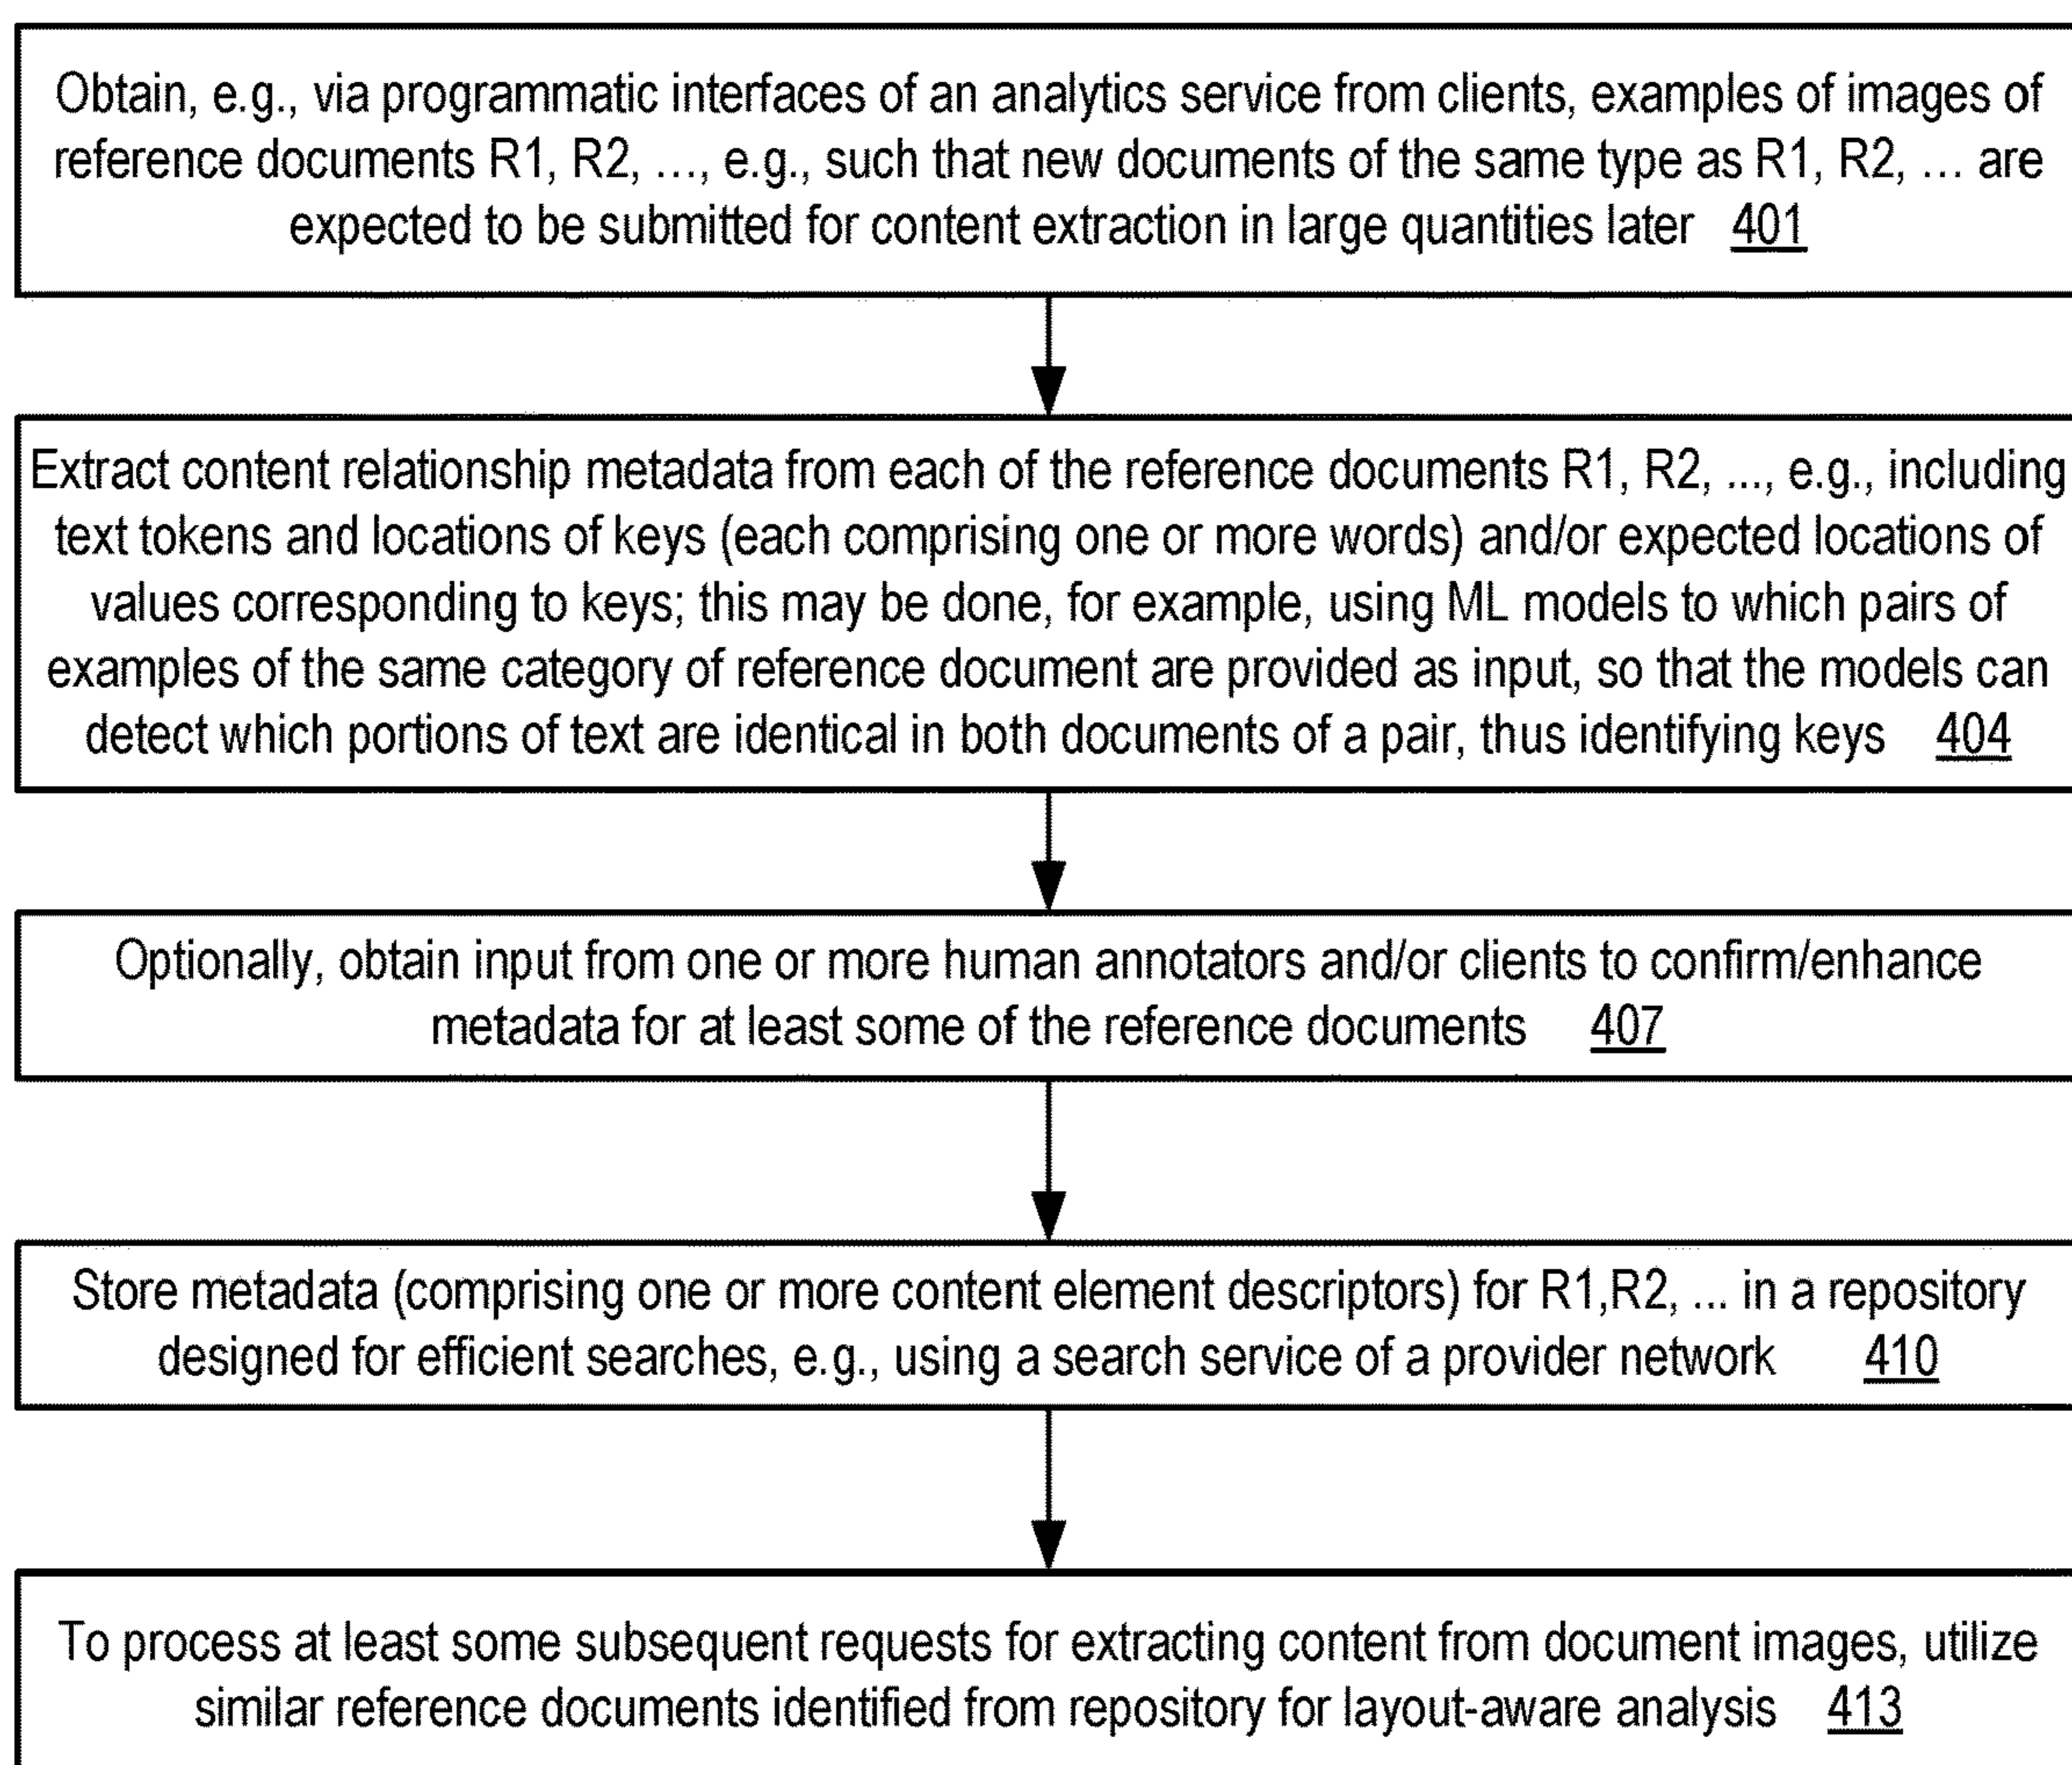 Obtain, e.g., via programmatic interfaces of an analytics service from clients, examples of images of
reference documents R1, R2, …, e.g., such that new documents of the same type as R1, R2, … are
expected to be submitted for content extraction in large quantities later 401
Extract content relationship metadata from each of the reference documents R1, R2, ..., e.g., including
text tokens and locations of keys (each comprising one or more words) and/or expected locations of
values corresponding to keys; this may be done, for example, using ML models to which pairs of
examples of the same category of reference document are provided as input, so that the models can
detect which portions of text are identical in both documents of a pair, thus identifying keys 404
Optionally, obtain input from one or more human annotators and/or clients to confirm/enhance
metadata for at least some of the reference documents 407
Store metadata (comprising one or more content element descriptors) for R1,R2, ... in a repository
designed for efficient searches, e.g., using a search service of a provider network 410
To process at least some subsequent requests for extracting content from document images, utilize
similar reference documents identified from repository for layout-aware analysis 413